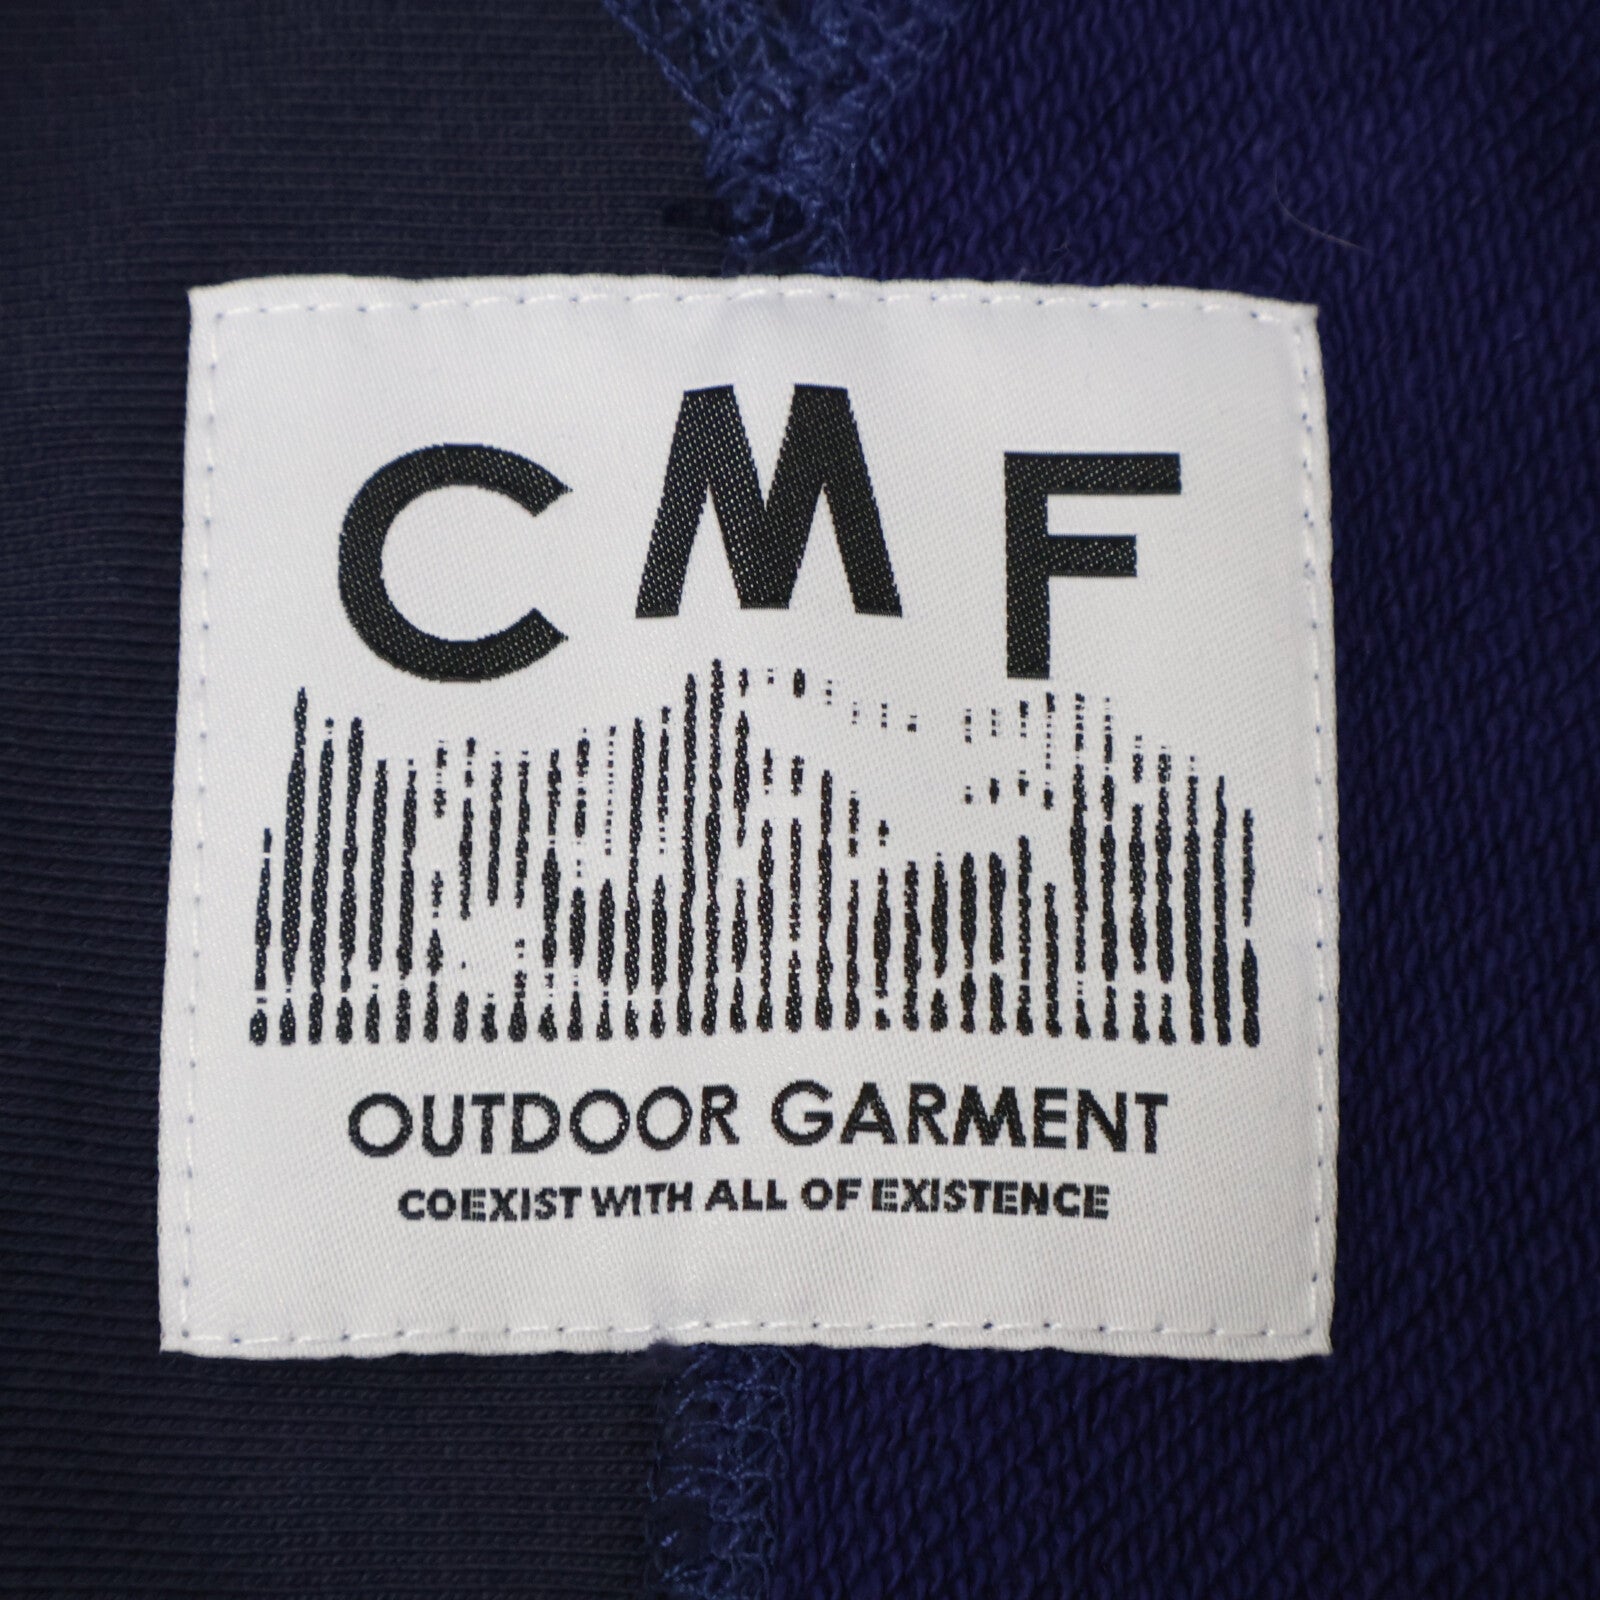 CMF
OUTDOOR GARMENT
COEXIST WITH ALL OF EXISTENCE